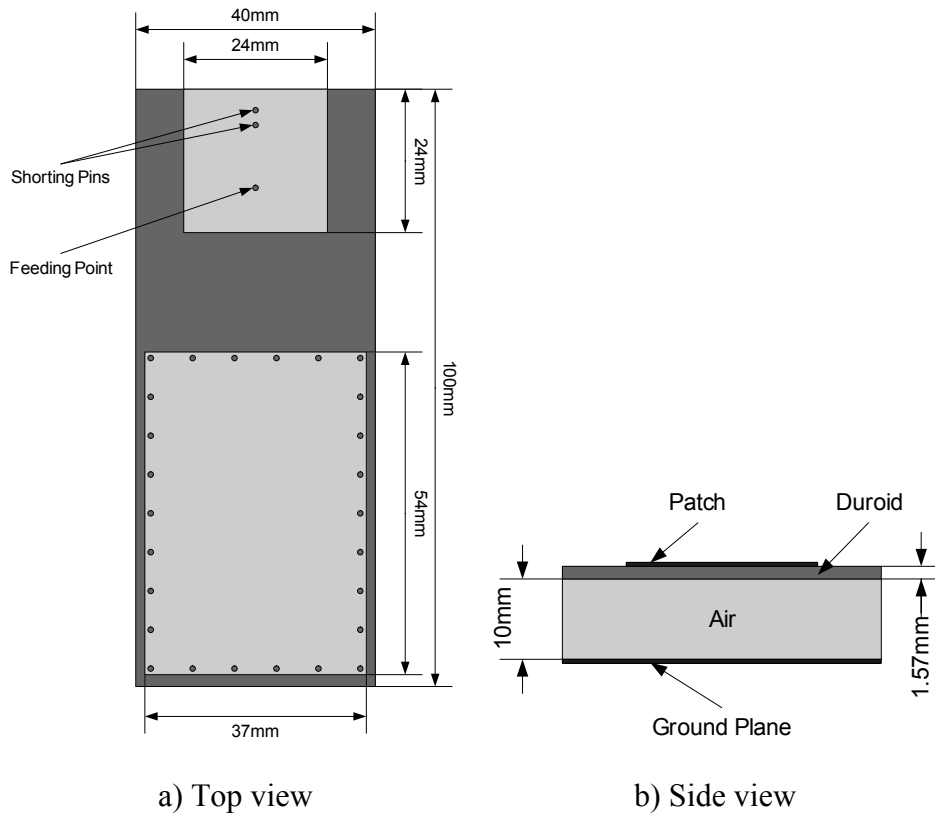 40mm
24mm
24mm
Shorting Pins
Feeding Point
100mm
54mm
37mm
a) Top view
Patch
Duroid
10mm
Air
1.57mm
Ground Plane
b) Side view